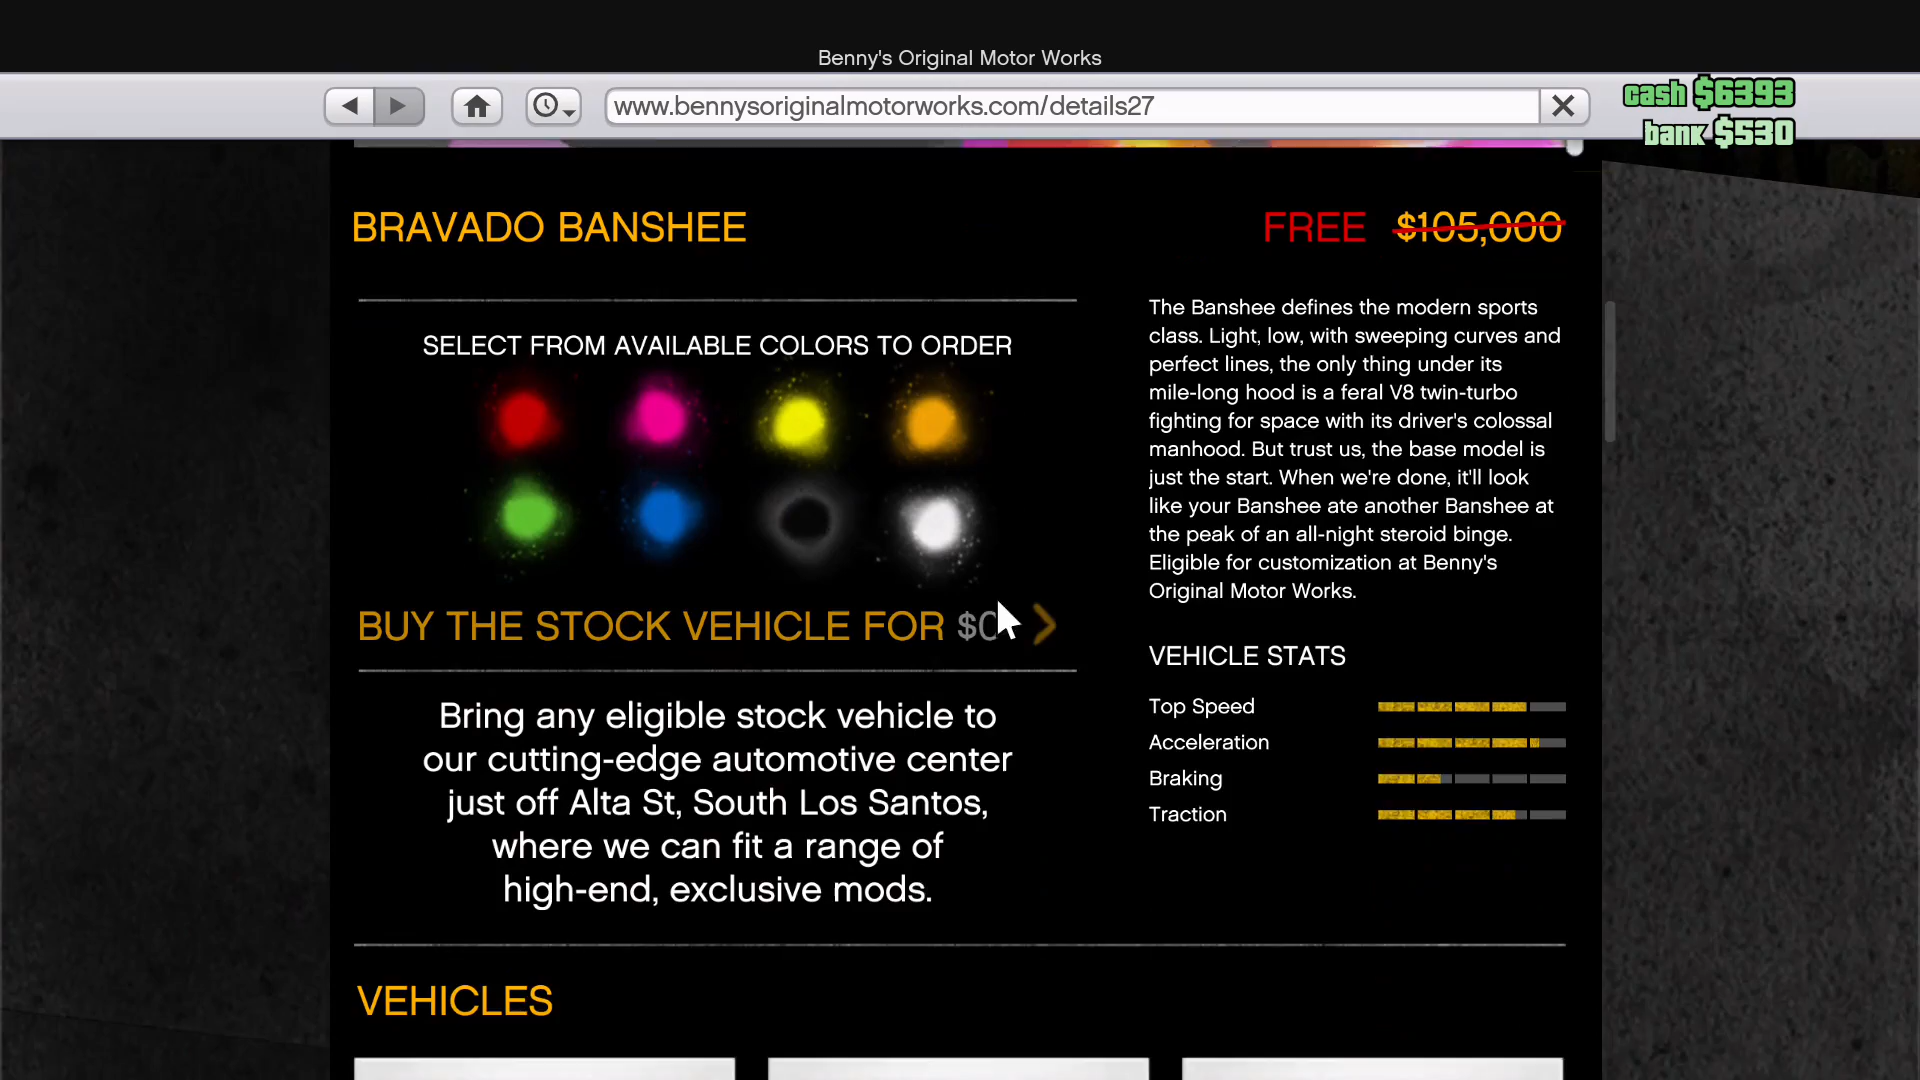 Benny's Original Motor Works
www.bennysoriginalmotorworks.com/details27
cash $6393
bank $530
BRAVADO BANSHEE
FREE $105,000
SELECT FROM AVAILABLE COLORS TO ORDER
BUY THE STOCK VEHICLE FOR $0
Bring any eligible stock vehicle to
our cutting-edge automotive center
just off Alta St, South Los Santos,
where we can fit a range of
high-end, exclusive mods.
The Banshee defines the modern sports
class. Light, low, with sweeping curves and
perfect lines, the only thing under its
mile-long hood is a feral V8 twin-turbo
fighting for space with its driver's colossal
manhood. But trust us, the base model is
just the start. When we're done, it'll look
like your Banshee ate another Banshee at
the peak of an all-night steroid binge.
Eligible for customization at Benny's
Original Motor Works.
VEHICLE STATS
Top Speed
Acceleration
Braking
Traction
VEHICLES